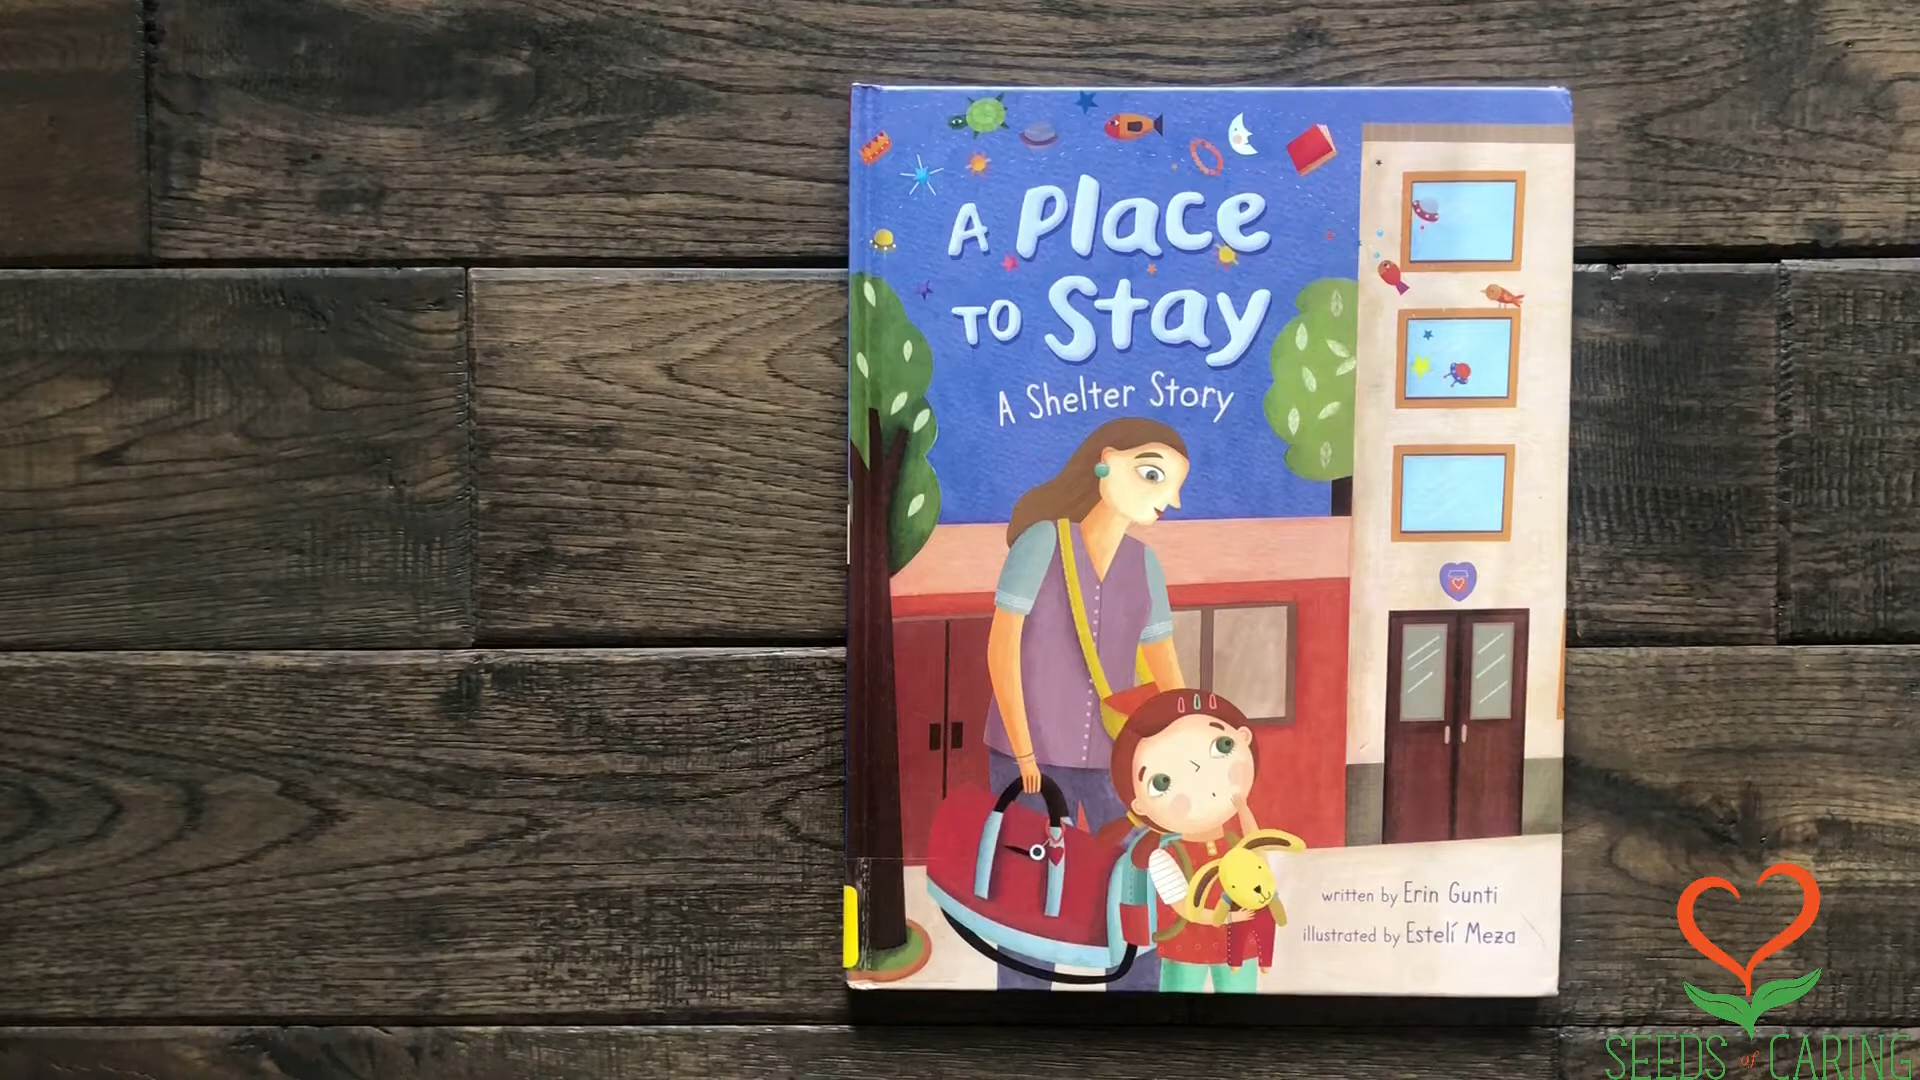 A Place
to Stay
A Shelter Story
written by Erin Gunti
illustrated by Estelí Meza
SEEDS of CARING